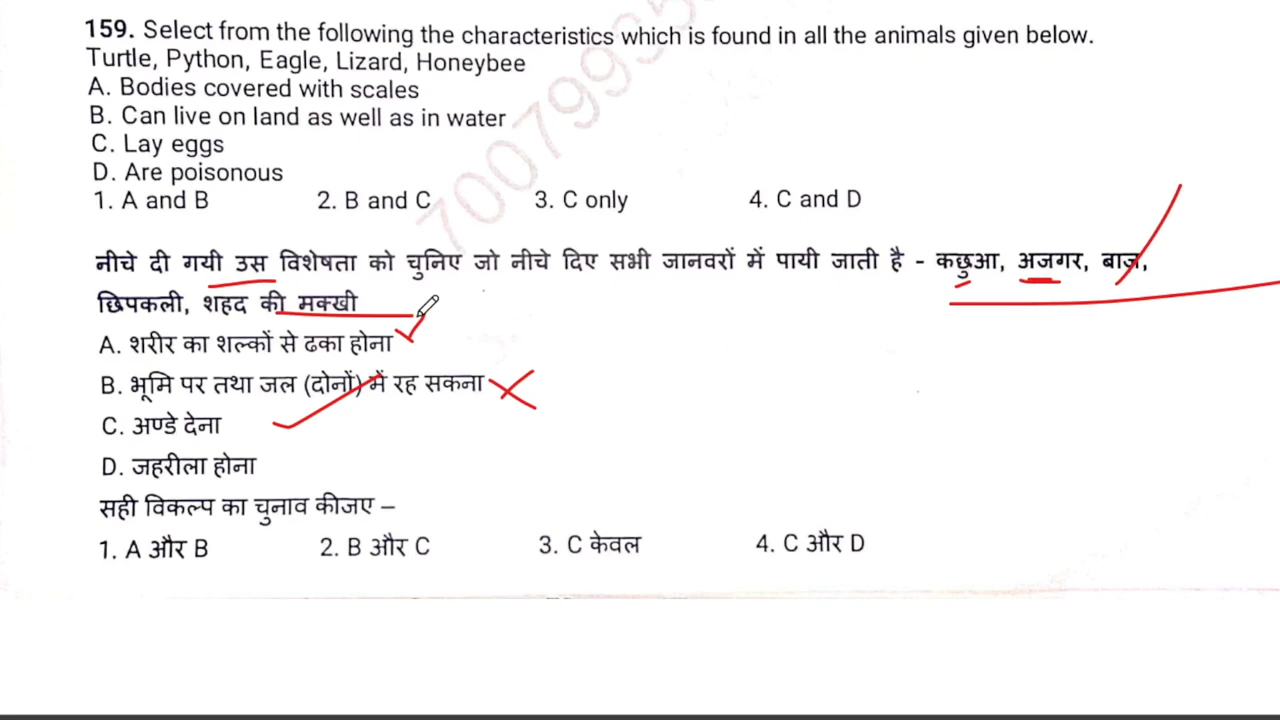 159. Select from the following the characteristics which is found in all the animals given below.
Turtle, Python, Eagle, Lizard, Honeybee
A. Bodies covered with scales
B. Can live on land as well as in water
C. Lay eggs
D. Are poisonous
1. A and B 2. B and C 3. C only 4. C and D
नीचे दी गयी उस विशेषता को चुनिए जो नीचे दिए सभी जानवरों में पायी जाती है - कछुआ, अजगर, बाज,
छिपकली, शहद की मक्खी
A. शरीर का शल्कों से ढका होना
B. भूमि पर तथा जल (दोनों) में रह सकना
C. अण्डे देना
D. जहरीला होना
सही विकल्प का चुनाव कीजए –
1. A और B 2. B और C 3. C केवल 4. C और D